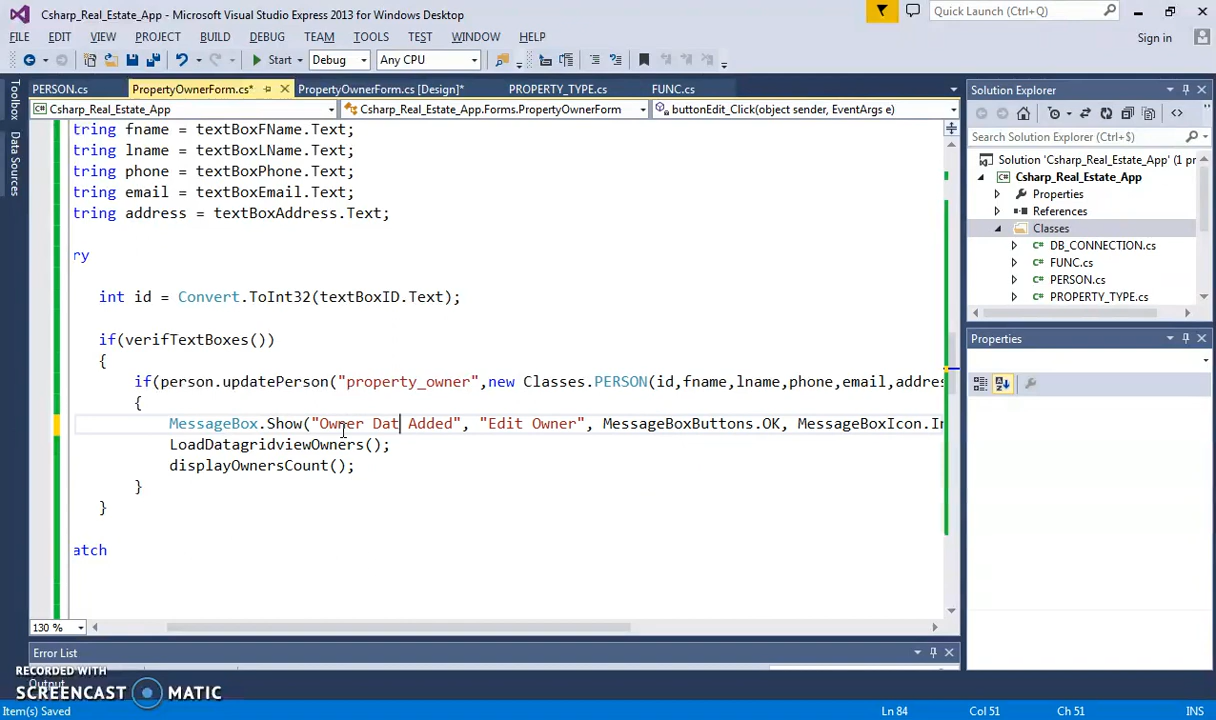 Csharp_Real_Estate_App - Microsoft Visual Studio Express 2013 for Windows Desktop
Quick Launch (Ctrl+Q)
FILE EDIT VIEW PROJECT BUILD DEBUG TEAM TOOLS TEST WINDOW HELP
Sign in
Start Debug Any CPU
Toolbox
Data Sources
PERSON.cs PropertyOwnerForm.cs* PropertyOwnerForm.cs [Design]* PROPERTY_TYPE.cs FUNC.cs
Csharp_Real_Estate_App Csharp_Real_Estate_App.Forms.PropertyOwnerForm buttonEdit_Click(object sender, EventArgs e)
tring fname = textBoxFName.Text;
tring lname = textBoxLName.Text;
tring phone = textBoxPhone.Text;
tring email = textBoxEmail.Text;
tring address = textBoxAddress.Text;
ry
int id = Convert.ToInt32(textBoxID.Text);
if(verifTextBoxes())
{
if(person.updatePerson("property_owner",new Classes.PERSON(id,fname,lname,phone,email,addres
{
MessageBox.Show("Owner Dat Added", "Edit Owner", MessageBoxButtons.OK, MessageBoxIcon.In
LoadDatagridviewOwners();
displayOwnersCount();
}
}
atch
130 %
Error List
Output
Solution Explorer
Search Solution Explorer (Ctrl+$)
Solution 'Csharp_Real_Estate_App' (1 pr
Csharp_Real_Estate_App
Properties
References
Classes
DB_CONNECTION.cs
FUNC.cs
PERSON.cs
PROPERTY_TYPE.cs
Properties
RECORDED WITH
SCREENCAST MATIC
Item(s) Saved Ln 84 Col 51 Ch 51 INS